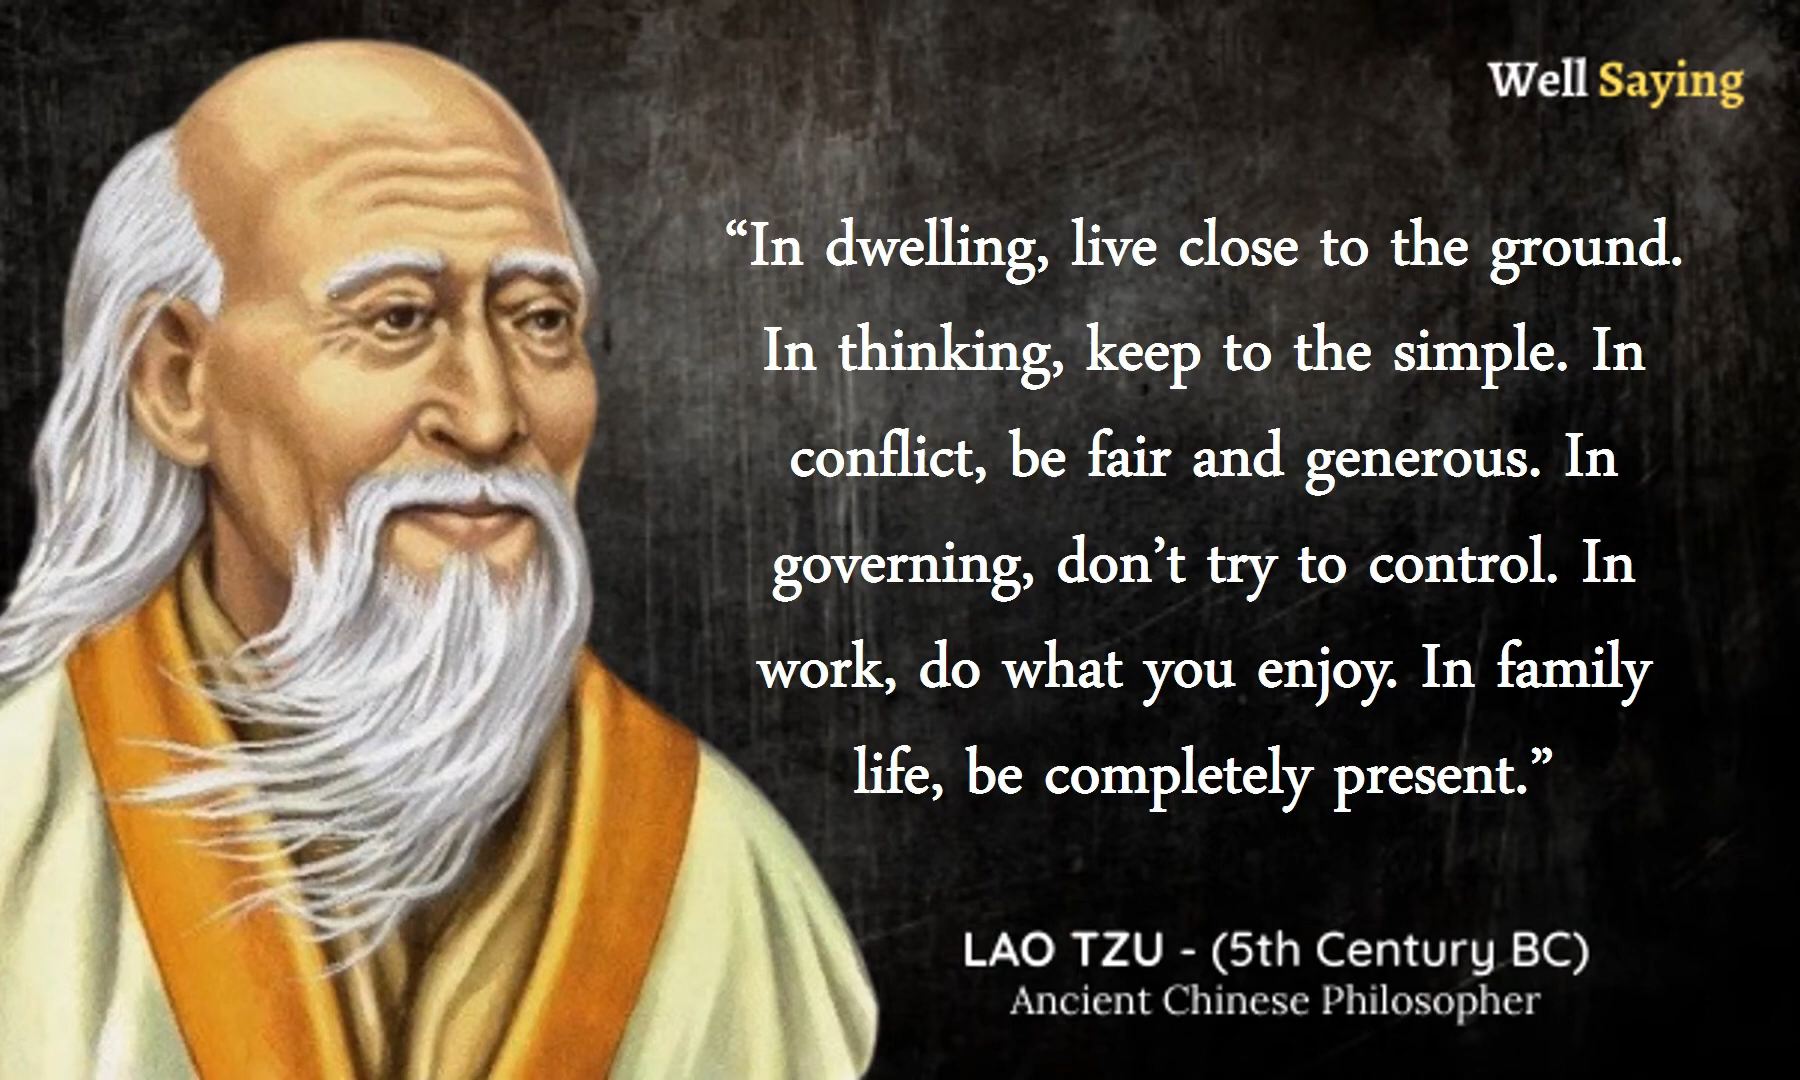 Well Saying
“In dwelling, live close to the ground.
In thinking, keep to the simple. In
conflict, be fair and generous. In
governing, don’t try to control. In
work, do what you enjoy. In family
life, be completely present.”
LAO TZU - (5th Century BC)
Ancient Chinese Philosopher